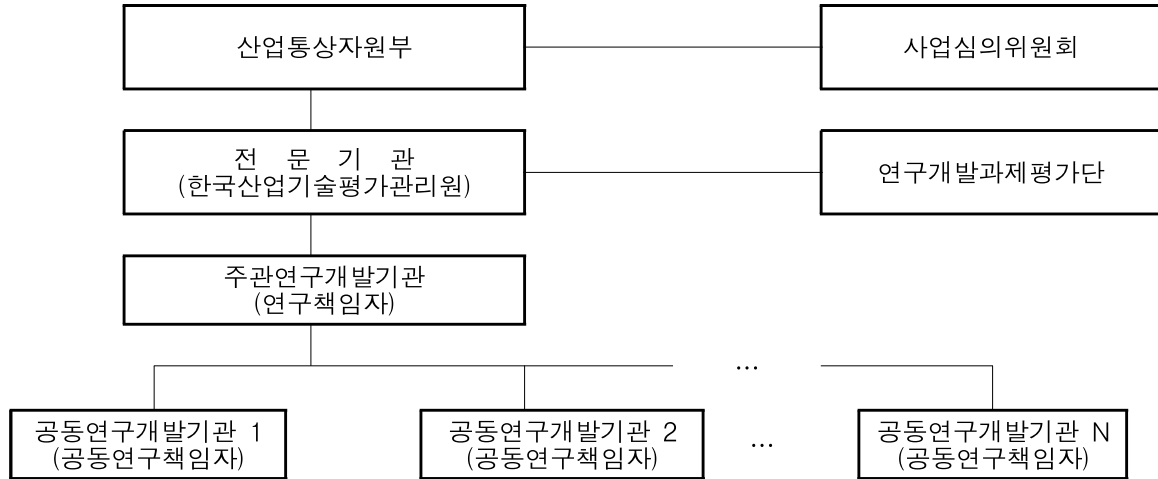 산업통상자원부
사업심의위원회
전 문 기 관
(한국산업기술평가관리원)
연구개발과제평가단
주관연구개발기관
(연구책임자)
...
공동연구개발기관 1
(공동연구책임자)
공동연구개발기관 2
(공동연구책임자)
...
공동연구개발기관 N
(공동연구책임자)